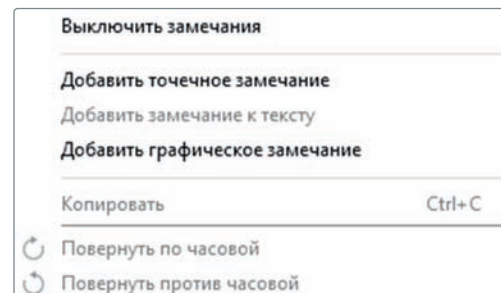 Выключить замечания
Добавить точечное замечание
Добавить замечание к тексту
Добавить графическое замечание
Копировать Ctrl+C
Повернуть по часовой
Повернуть против часовой